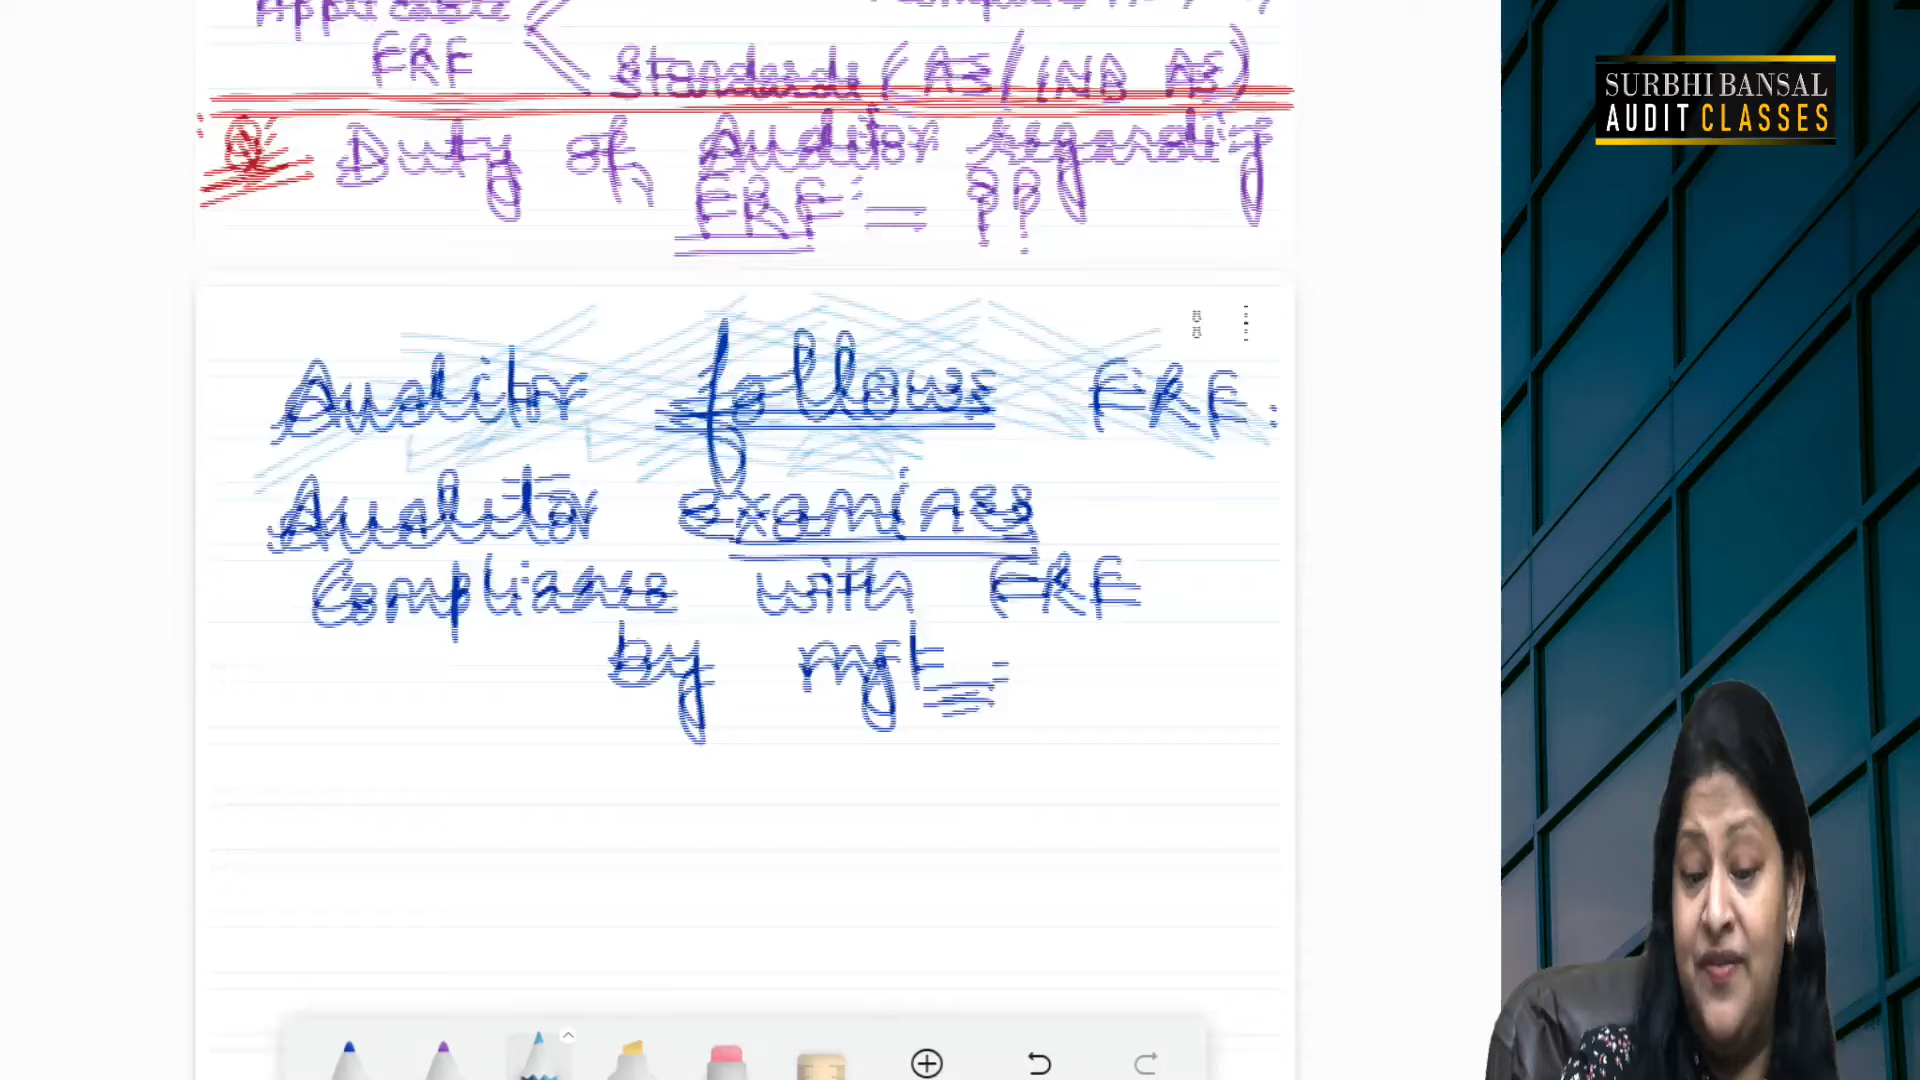 Applicable
FRF
Standards (AS/IND AS)
Q Duty of Auditor regarding
FRF = ??
Auditor follows FRF.
Auditor examines
Compliance with FRF
by mgt
SURBHI BANSAL
AUDIT CLASSES